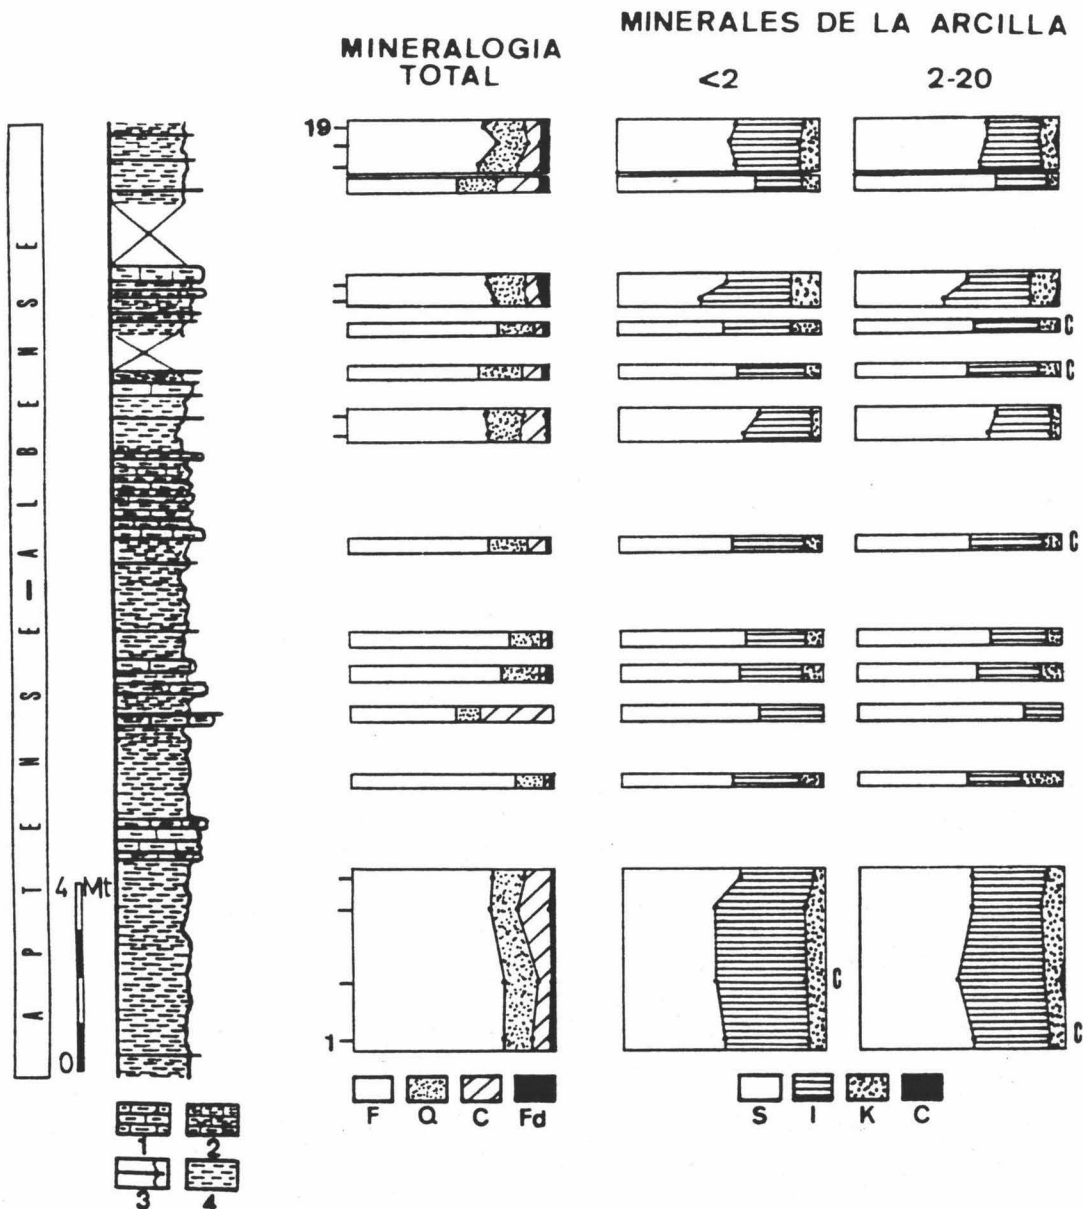 MINERALOGIA
TOTAL
MINERALES DE LA ARCILLA
<2
2-20
19
C
C
C
C
C
1
APTENSE—ALBENSE
4 Mt
0
F Q C Fd
S I K C
1 2
3 4